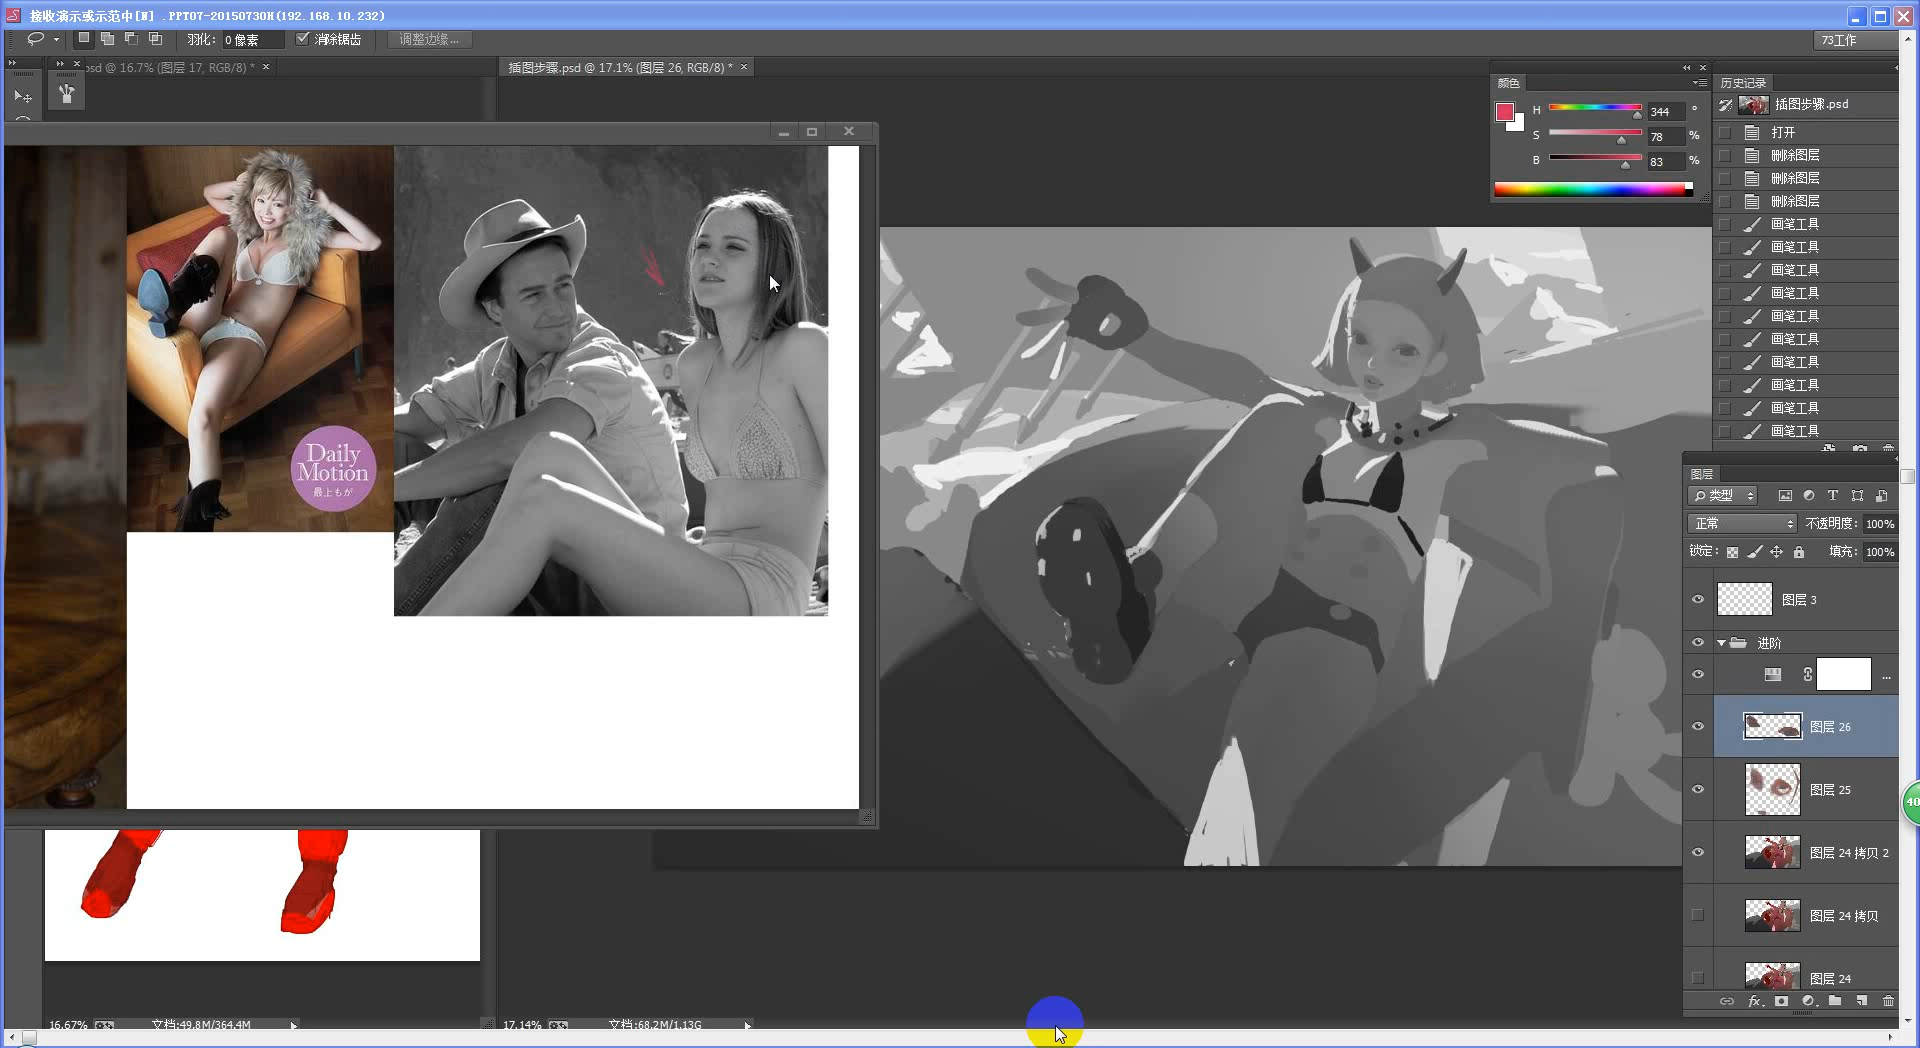 接收演示或示范中[N] .PPT07-20150730H(192.168.10.232)
羽化: 0 像素
消除锯齿
调整边缘...
73工作
psd @ 16.7% (图层 17, RGB/8) * ×
插图步骤.psd @ 17.1% (图层 26, RGB/8) * ×
颜色
H 344 °
S 78 %
B 83 %
历史记录
插图步骤.psd
打开
删除图层
删除图层
删除图层
画笔工具
画笔工具
画笔工具
画笔工具
画笔工具
画笔工具
画笔工具
画笔工具
画笔工具
画笔工具
Daily
Motion
最上もが
图层
类型
正常
不透明度: 100%
锁定:
填充: 100%
图层 3
进阶
...
图层 26
图层 25
图层 24 拷贝 2
图层 24 拷贝
图层 24
40
16.67%
文档:49.8M/364.4M
17.14%
文档:68.2M/1.13G